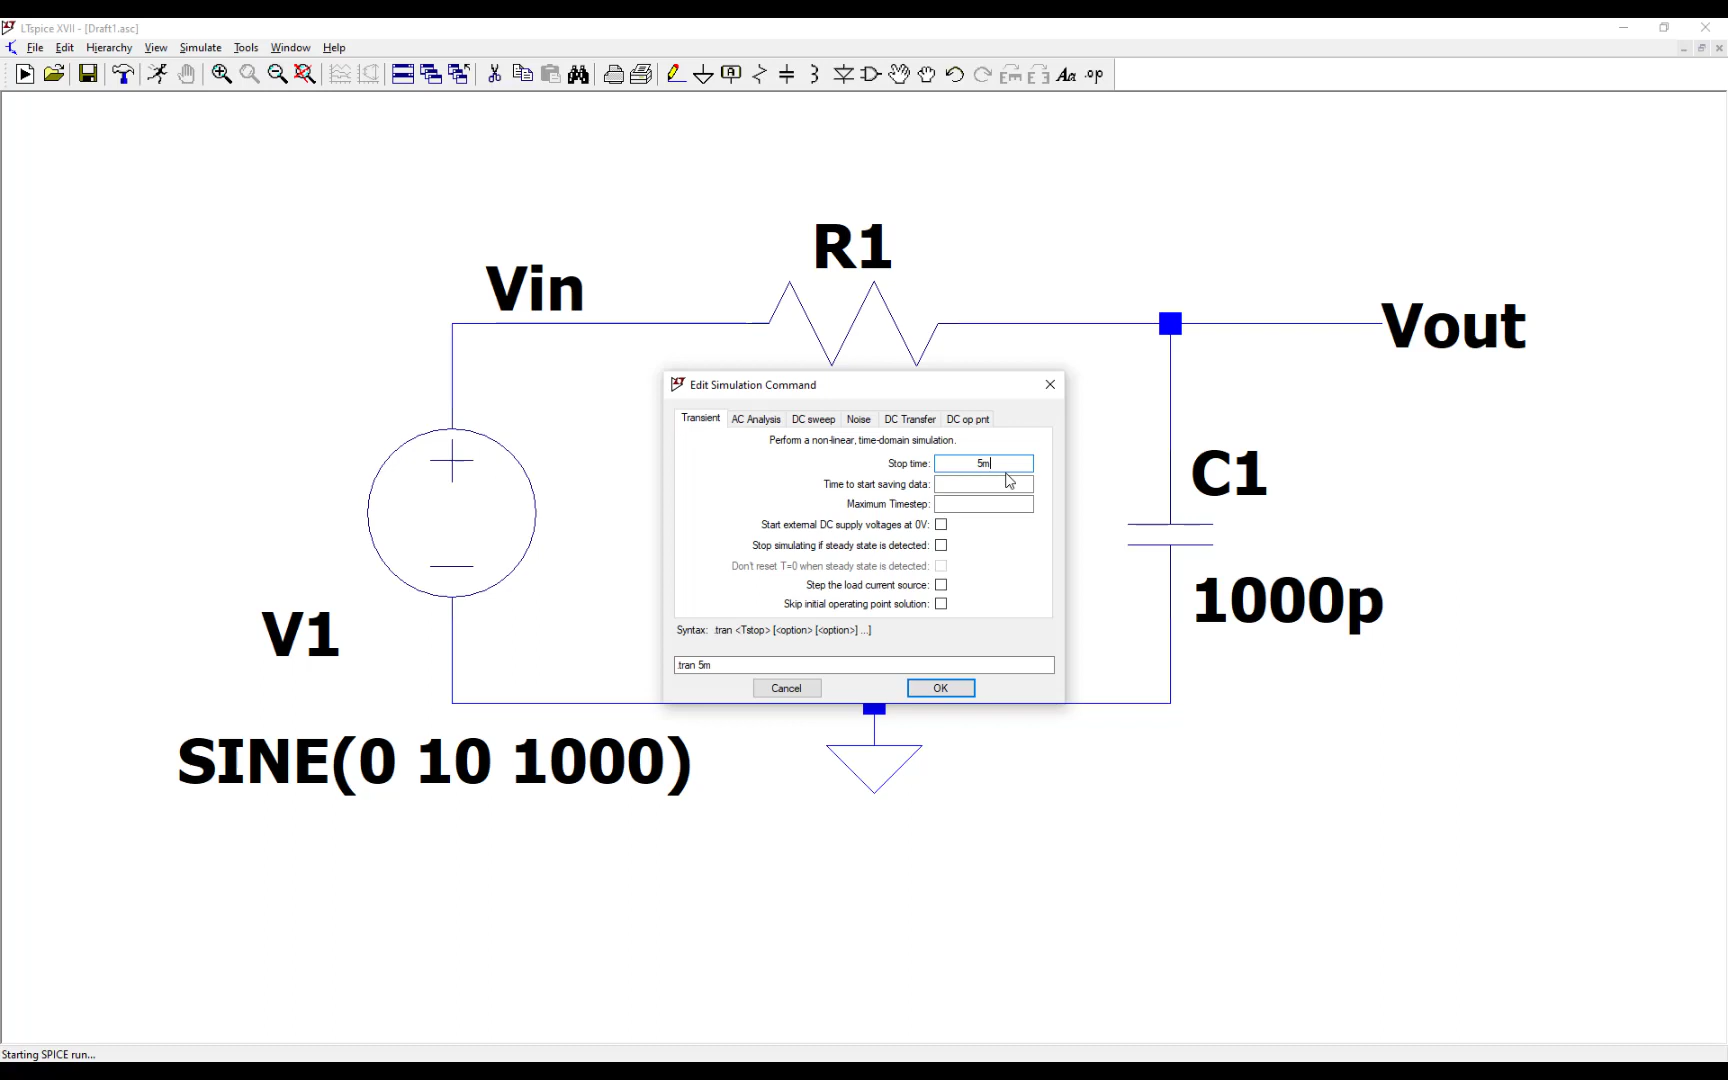 LTspice XVII - [Draft1.asc]
File Edit Hierarchy View Simulate Tools Window Help
Aa .op
R1
Vin
Vout
Edit Simulation Command
Transient AC Analysis DC sweep Noise DC Transfer DC op pnt
Perform a non-linear, time-domain simulation.
Stop time: 5m
Time to start saving data:
Maximum Timestep:
Start external DC supply voltages at 0V:
Stop simulating if steady state is detected:
Don't reset T=0 when steady state is detected:
Step the load current source:
Skip initial operating point solution:
Syntax: .tran <Tstop> [<option> [<option>] ...]
.tran 5m
Cancel OK
C1
1000p
V1
SINE(0 10 1000)
Starting SPICE run...